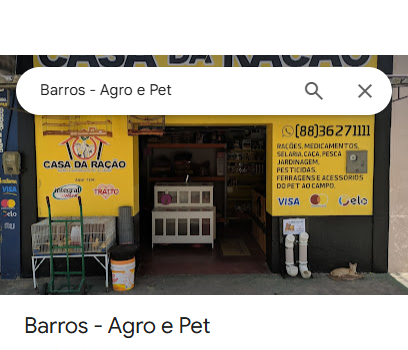 CASA DA RAÇÃO
Barros - Agro e Pet
(88)36271111
CASA DA RAÇÃO
RAÇÕES, MEDICAMENTOS,
SELARIA, CAÇA, PESCA
JARDINAGEM,
PESTICIDAS,
FERRAGENS E ACESSÓRIOS
DO PET AO CAMPO.
integral
TRATTO
VISA
elo
VISA
elo
Barros - Agro e Pet